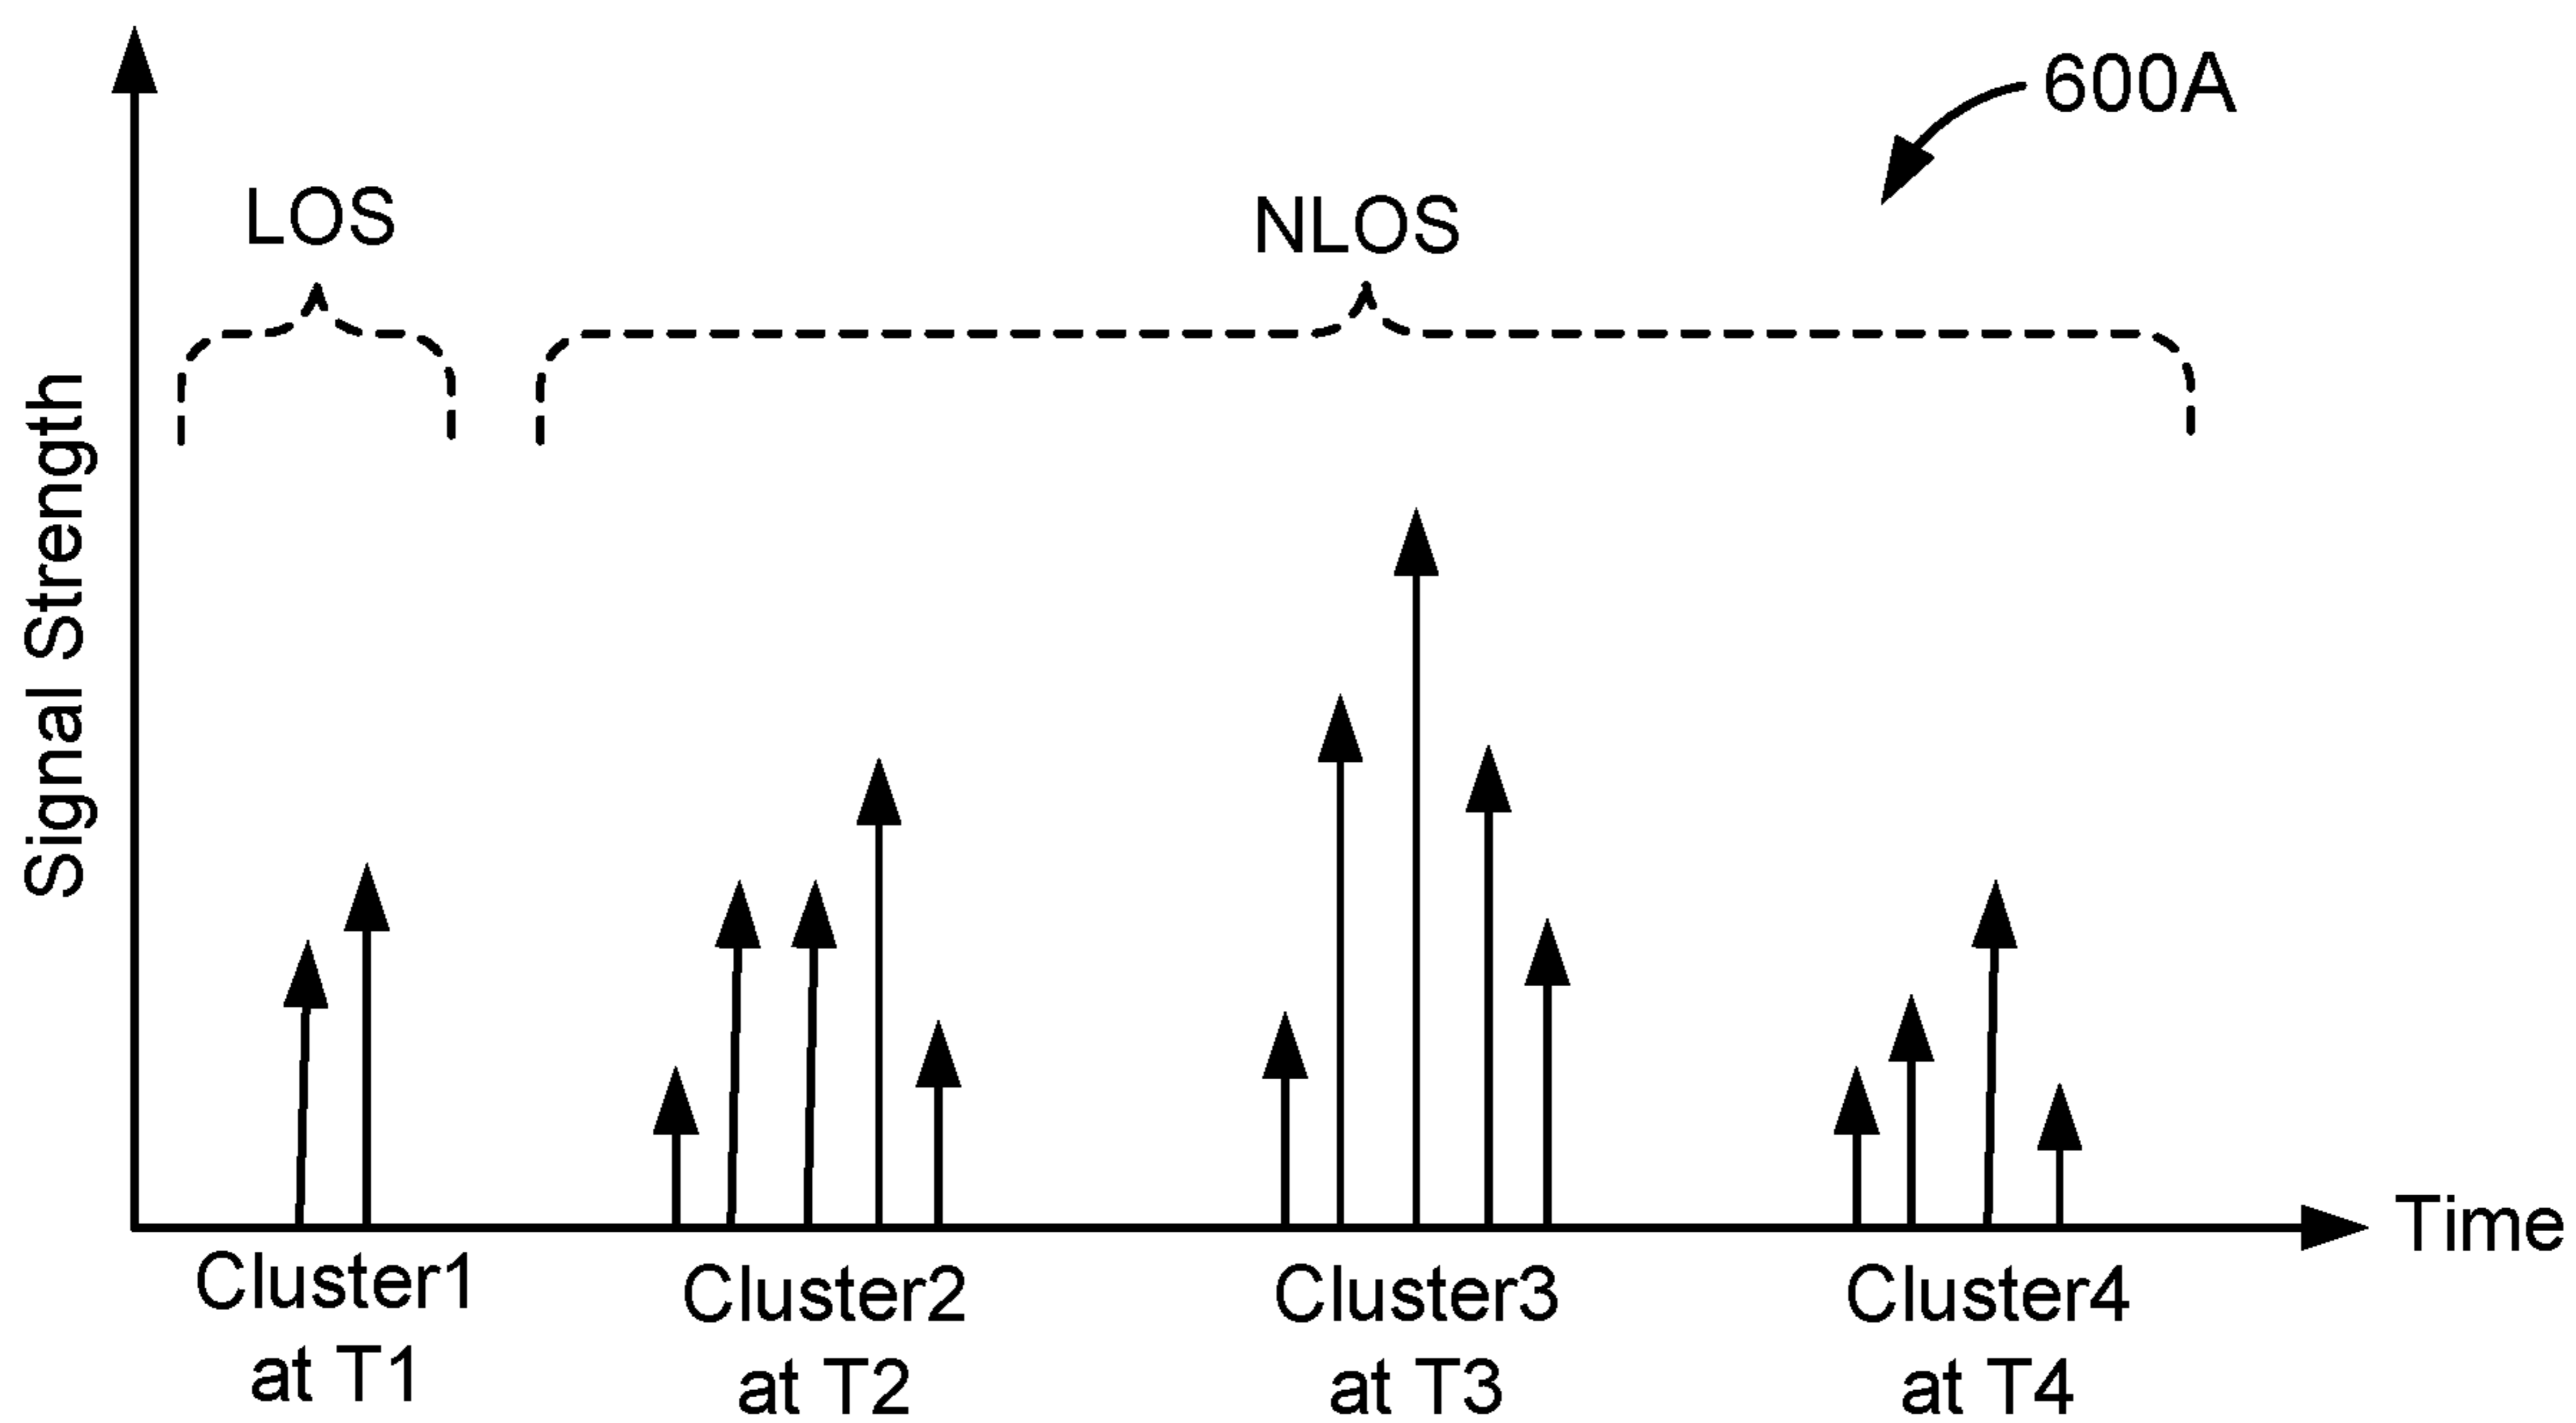 600A
LOS
NLOS
Signal Strength
Time
Cluster1
at T1
Cluster2
at T2
Cluster3
at T3
Cluster4
at T4